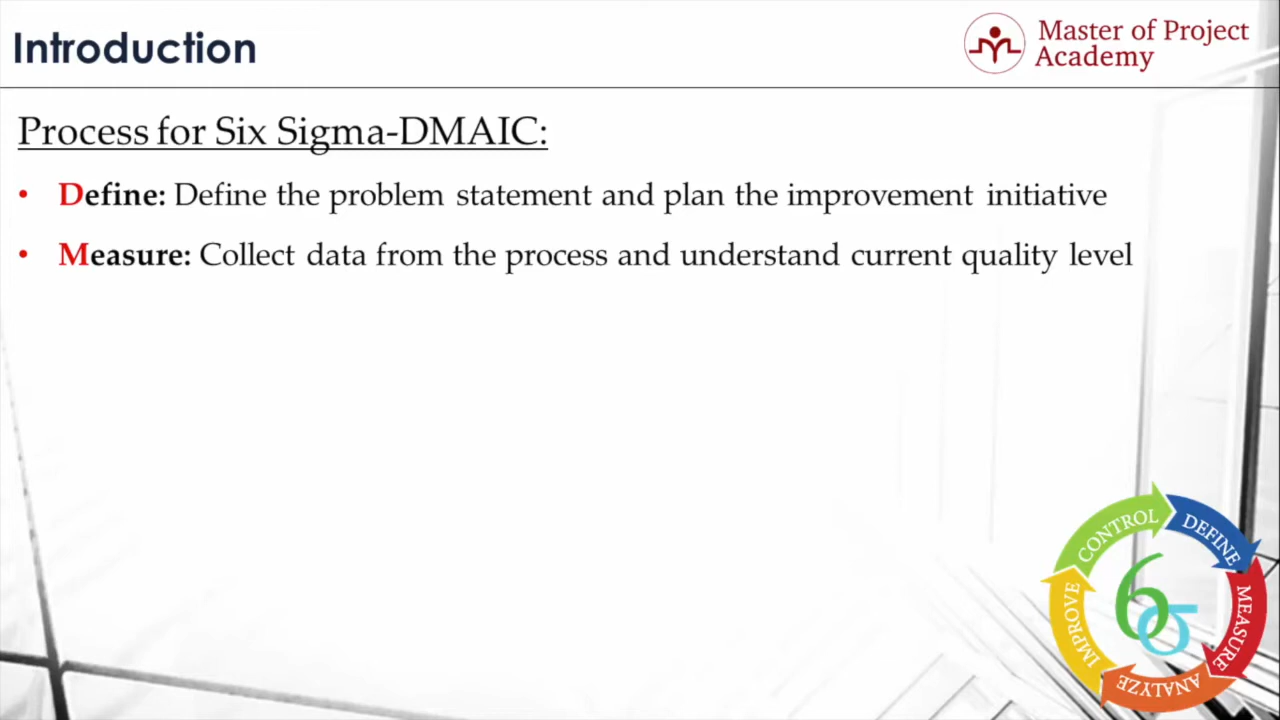 Introduction
Master of Project
Academy
Process for Six Sigma-DMAIC:
• Define: Define the problem statement and plan the improvement initiative
• Measure: Collect data from the process and understand current quality level
CONTROL
DEFINE
MEASURE
ANALYZE
IMPROVE
6σ